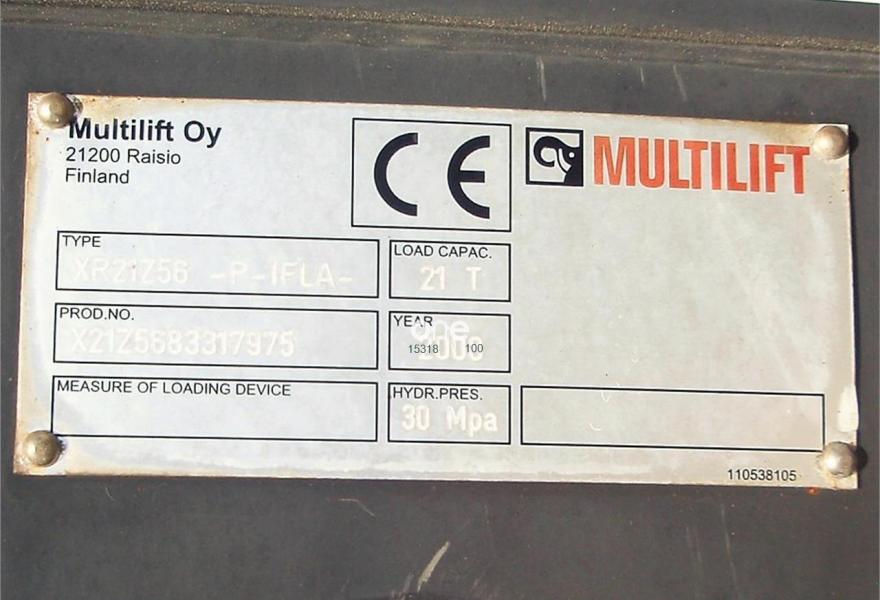 Multilift Oy
21200 Raisio
Finland
CE
MULTILIFT
TYPE
XR21Z56 -P-IFLA-
LOAD CAPAC.
21 T
PROD.NO.
X21Z5683317975
YEAR
one
15318 100
MEASURE OF LOADING DEVICE
HYDR.PRES.
30 Mpa
110538105